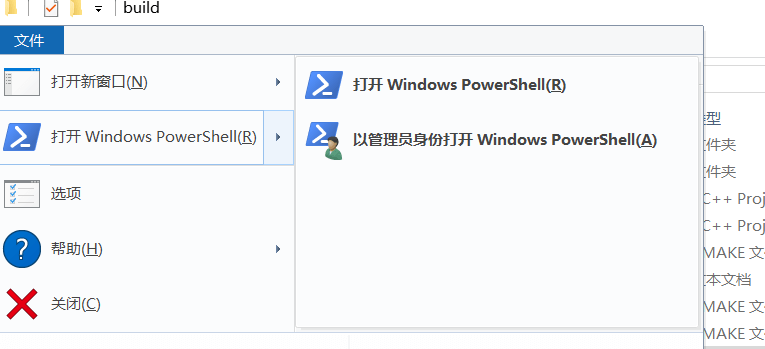 build
文件
打开新窗口(N)
打开 Windows PowerShell(R)
选项
帮助(H)
关闭(C)
打开 Windows PowerShell(R)
以管理员身份打开 Windows PowerShell(A)
型
件夹
件夹
C++ Proj
C++ Proj
MAKE 文
本文档
MAKE 文
MAKE 文